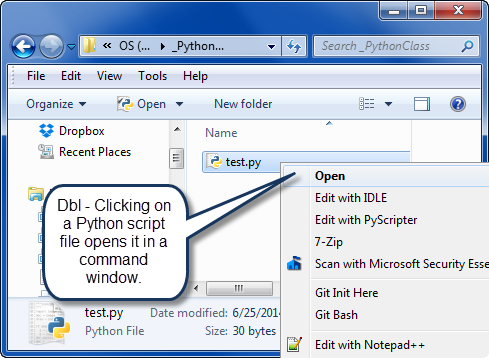 OS (... ▸ _Python... Search _PythonClass
File Edit View Tools Help
Organize Open New folder
Dropbox
Recent Places
Name
test.py
Open
Edit with IDLE
Edit with PyScripter
7-Zip
Scan with Microsoft Security Esse
Git Init Here
Git Bash
Edit with Notepad++
Dbl - Clicking on
a Python script
file opens it in a
command
window.
test.py Date modified: 6/25/201
Python File Size: 30 bytes